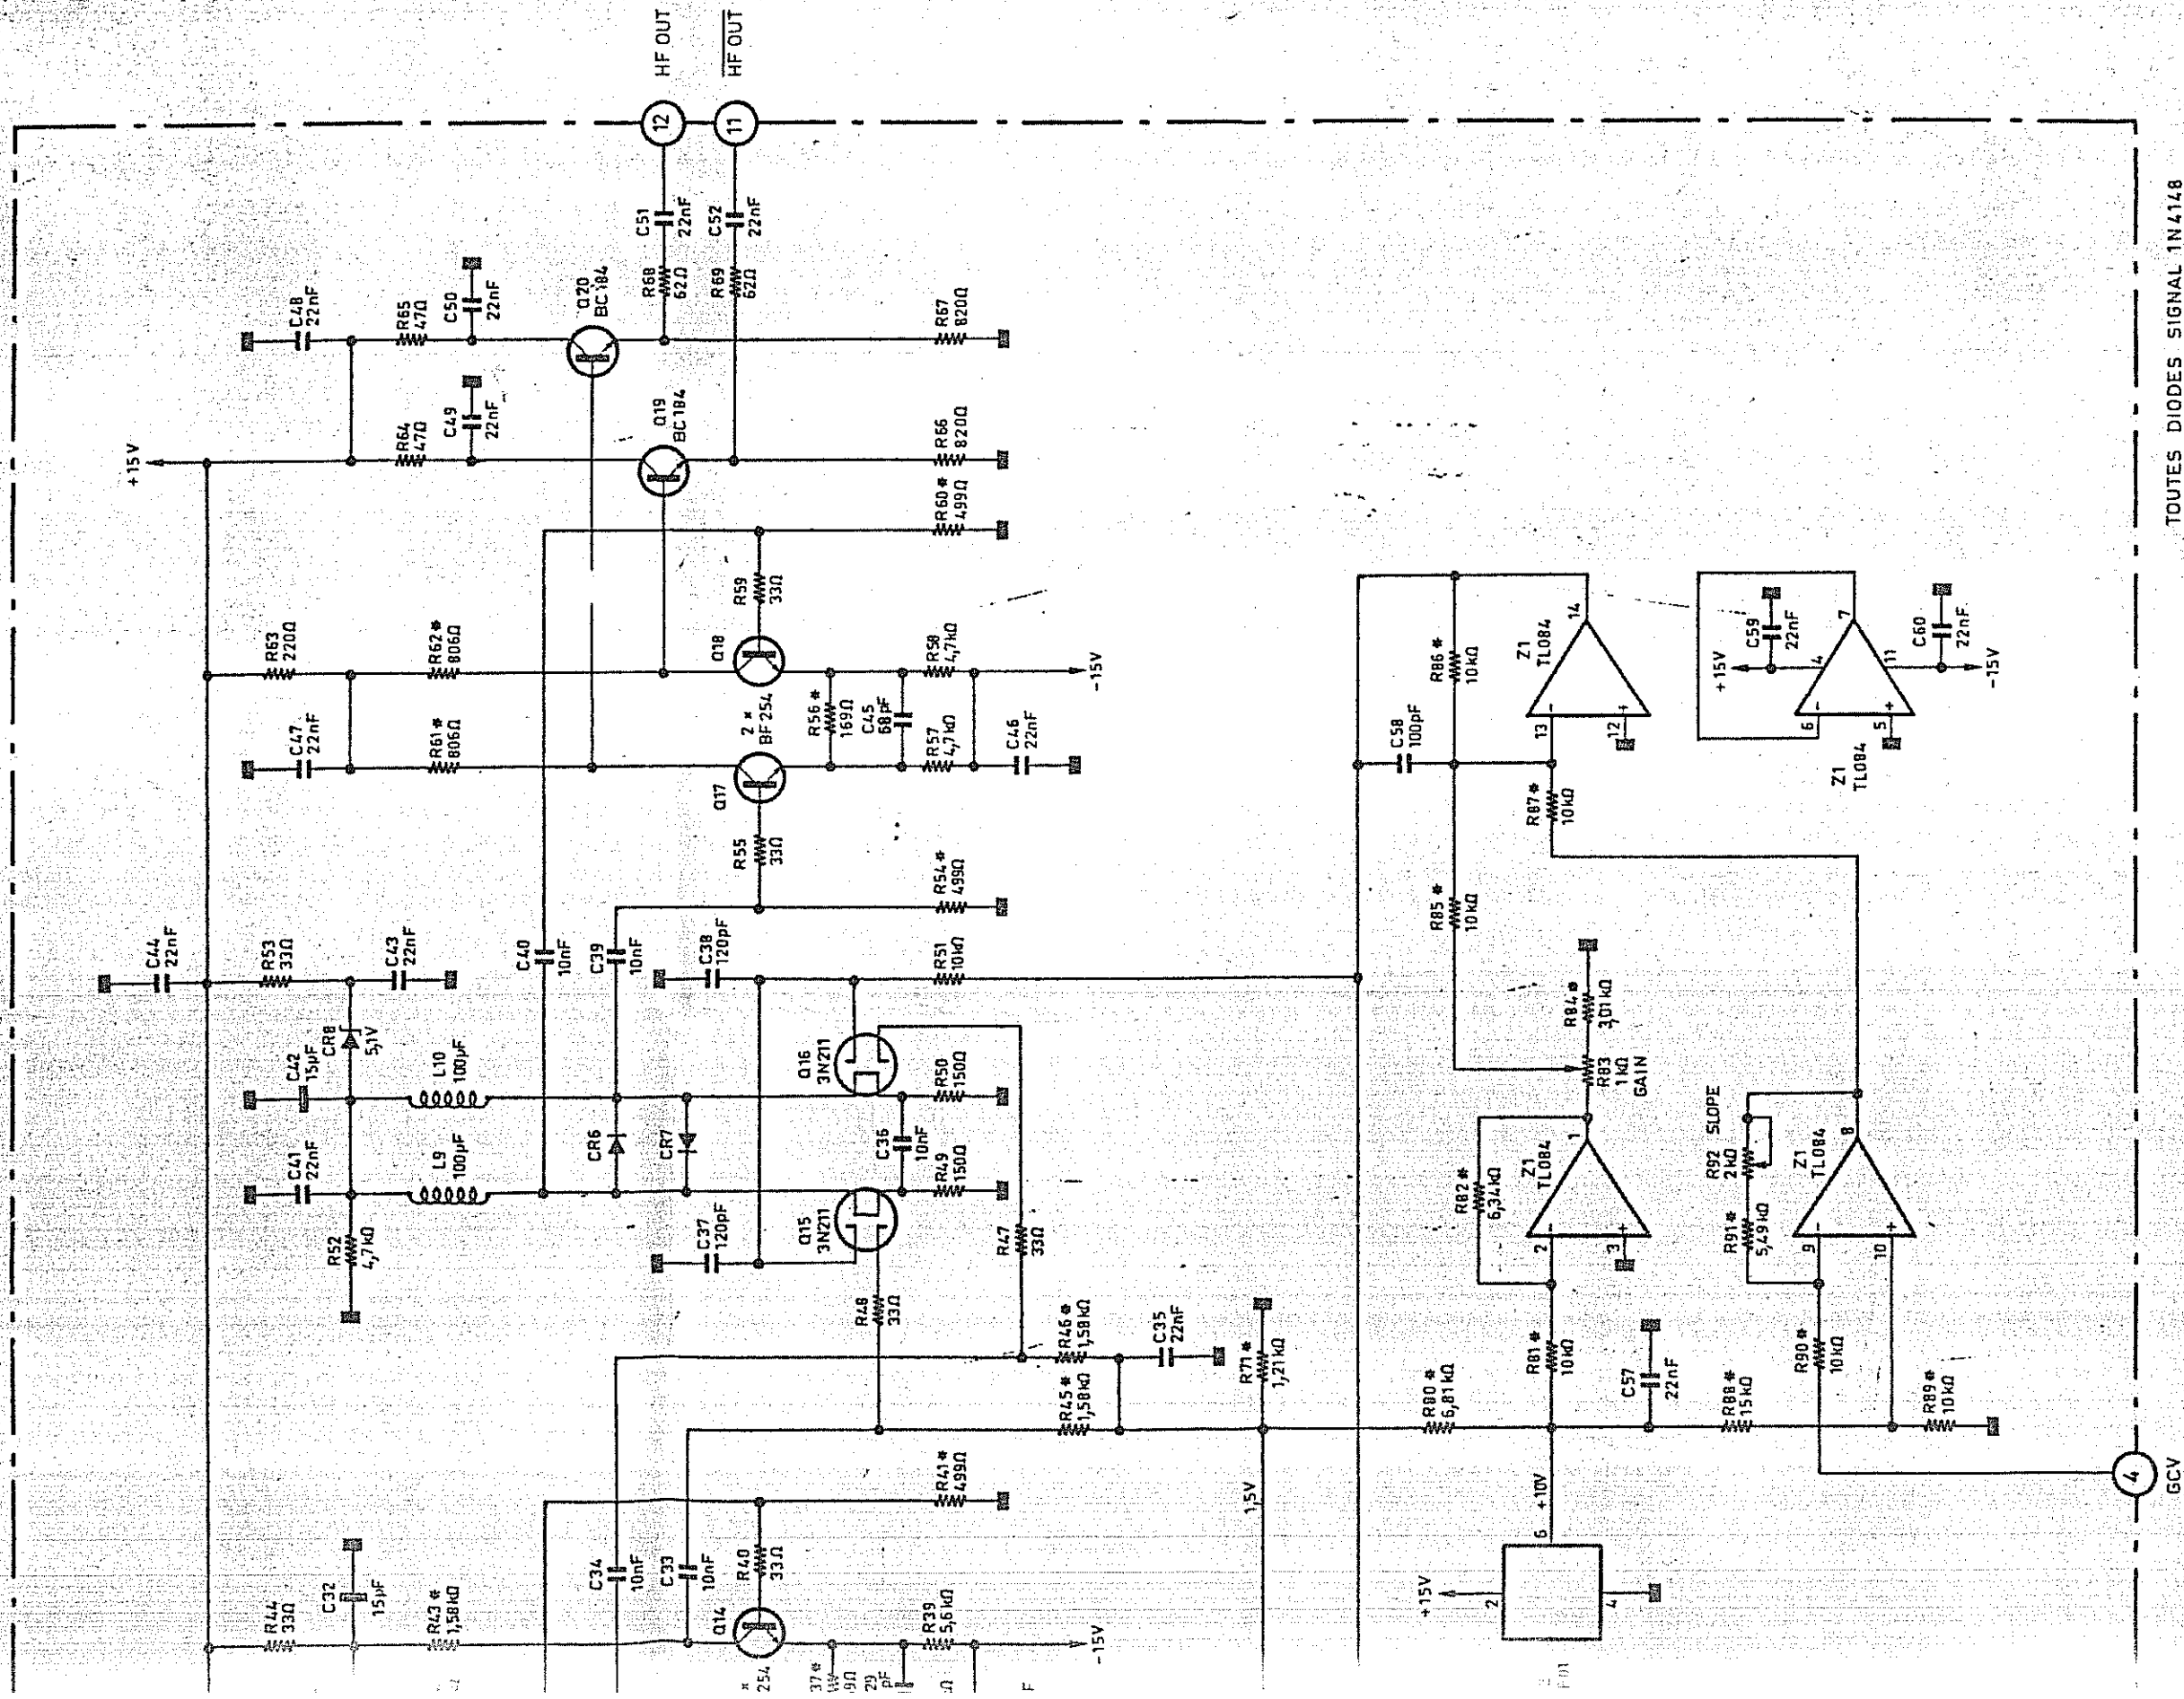 HF OUT
HF OUT
12
11
C51
22nF
C52
22nF
R68
62Ω
R69
62Ω
C48
22nF
R65
47Ω
C50
22nF
Q20
BC184
R67
820Ω
+15V
R64
47Ω
C49
22nF
Q19
BC184
R66
820Ω
R60*
499Ω
R63
220Ω
R62*
806Ω
Q18
R59
33Ω
R58
4,7kΩ
-15V
C47
22nF
R61*
806Ω
2 x
BF254
R56*
169Ω
C45
68pF
R57
4,7kΩ
C46
22nF
Q17
R55
33Ω
R54*
499Ω
C44
22nF
R53
33Ω
C43
22nF
C40
10nF
C39
10nF
C38
120pF
R51
10kΩ
C42
15µF
CR8
5,1V
L10
100µF
Q16
3N211
R50
150Ω
C41
22nF
L9
100µF
CR6
CR7
C36
10nF
R49
150Ω
R52
4,7kΩ
C37
120pF
Q15
3N211
R47
33Ω
R48
33Ω
R46*
1,58kΩ
C35
22nF
R45*
1,58kΩ
R71*
1,21kΩ
R41*
499Ω
1,5V
C34
10nF
C33
10nF
R40
33Ω
R44
33Ω
C32
15µF
R43*
1,58kΩ
Q14
R39
5,6kΩ
-15V
x
254
37*
9Ω
29
pF
Ω
F
R86*
10kΩ
Z1
TL084
14
13
12
-
+
C58
100pF
R87*
10kΩ
R85*
10kΩ
+15V
C59
22nF
4
7
11
C60
22nF
-15V
6
5
-
+
Z1
TL084
R84*
3,01kΩ
R83
1kΩ
GAIN
R82*
6,34kΩ
Z1
TL084
1
2
3
-
+
R92
2kΩ
SLOPE
R91*
5,49kΩ
Z1
TL084
8
9
10
-
+
R80*
6,81kΩ
R81*
10kΩ
C57
22nF
R88*
15kΩ
R90*
10kΩ
R89*
10kΩ
+10V
6
+15V
2
4
4
GCV
TOUTES DIODES SIGNAL 1N4148